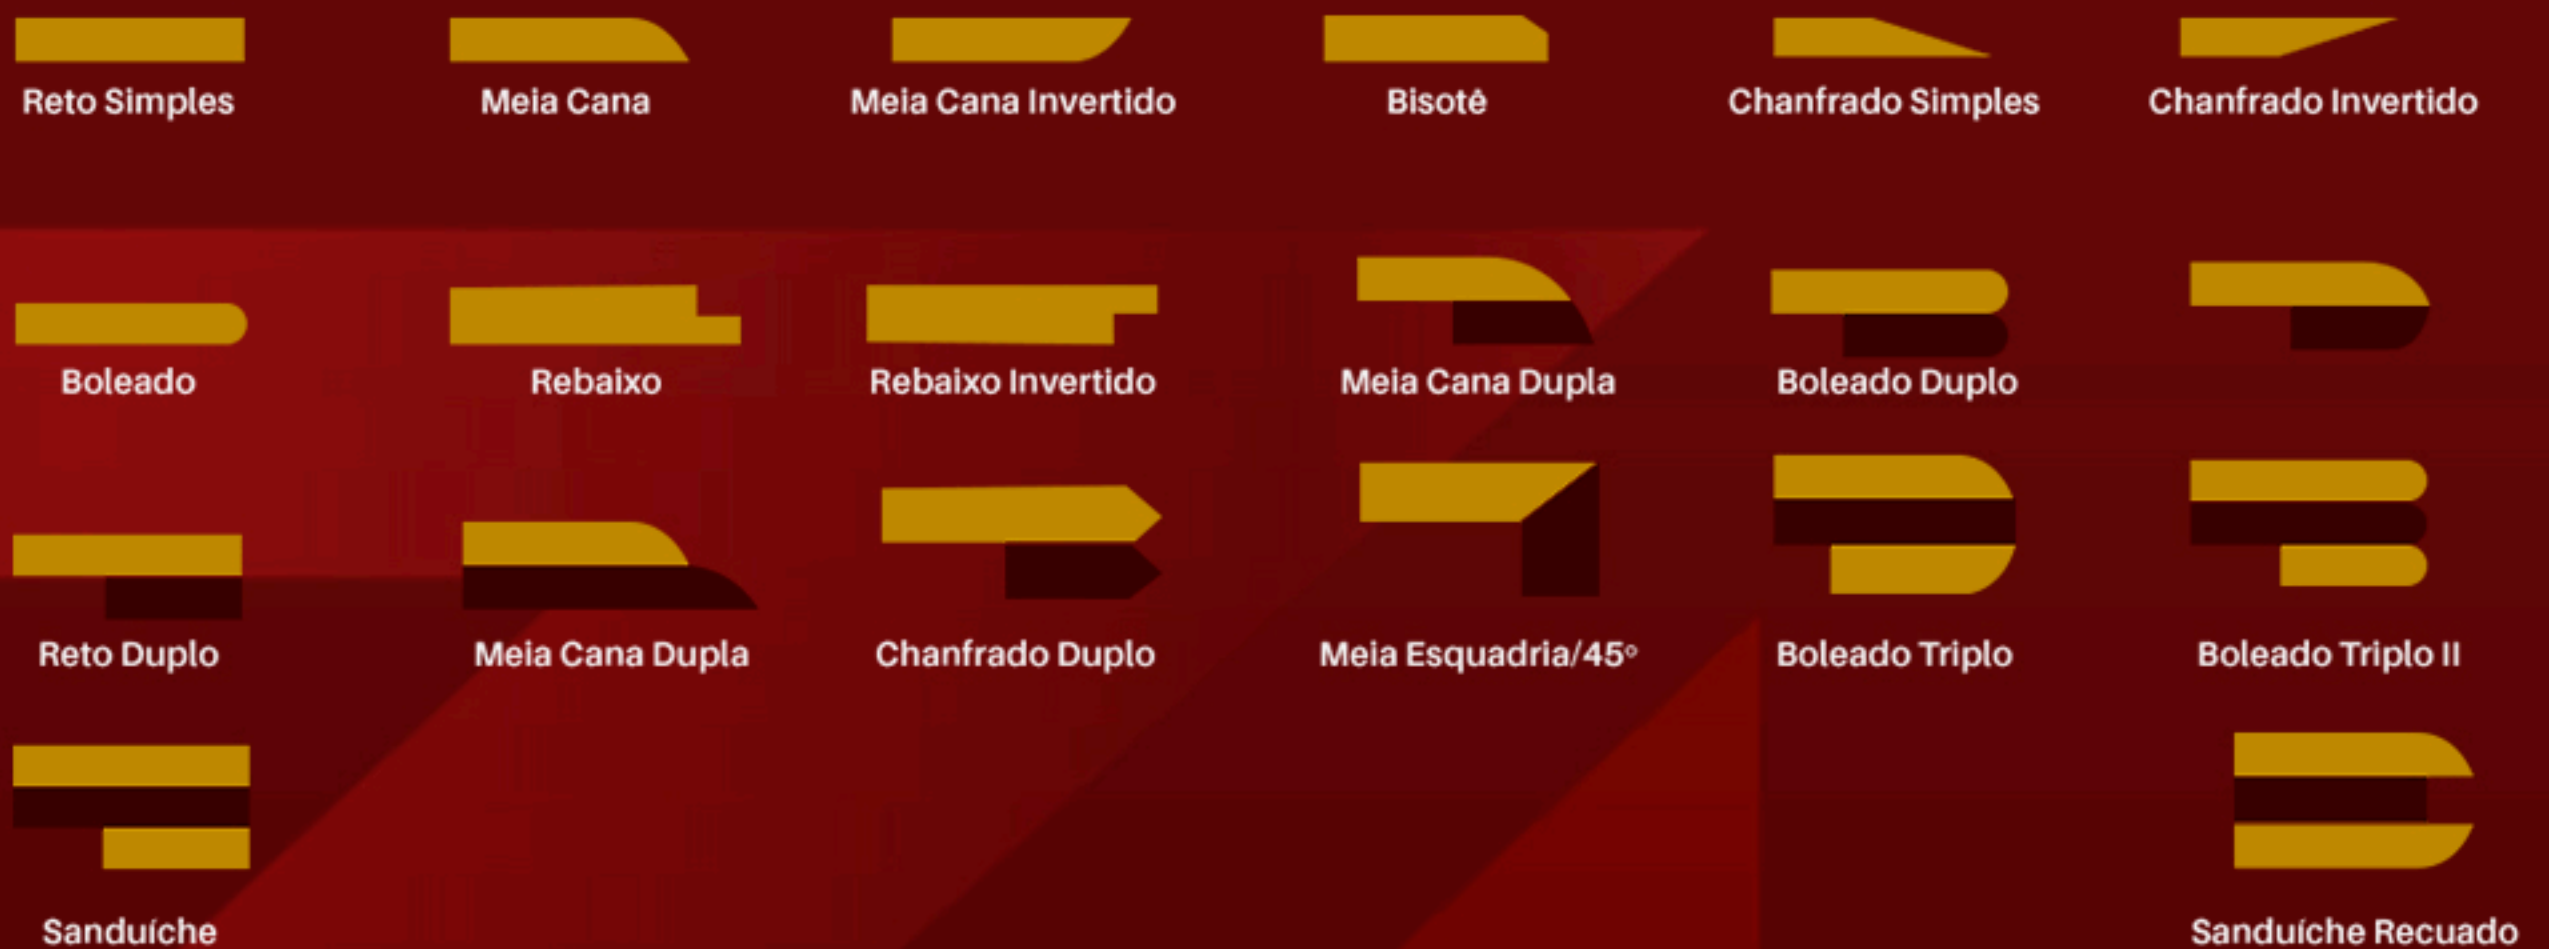 Reto Simples
Meia Cana
Meia Cana Invertido
Bisotê
Chanfrado Simples
Chanfrado Invertido
Boleado
Rebaixo
Rebaixo Invertido
Meia Cana Dupla
Boleado Duplo
Reto Duplo
Meia Cana Dupla
Chanfrado Duplo
Meia Esquadria/45º
Boleado Triplo
Boleado Triplo II
Sanduíche
Sanduíche Recuado